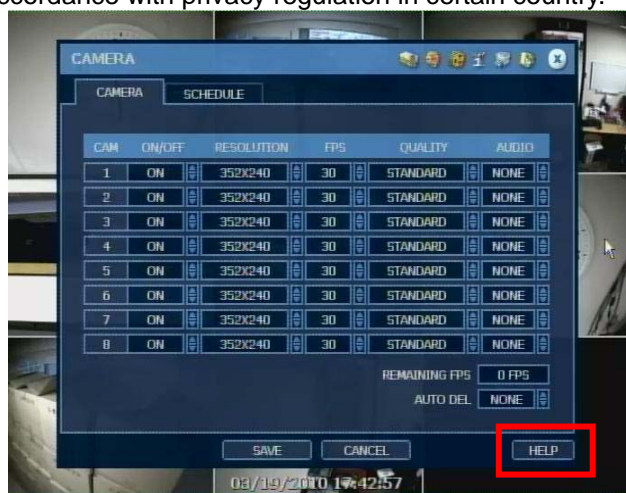 ccordance with privacy regulation in certain country.
CAMERA
CAMERA SCHEDULE
CAM ON/OFF RESOLUTION FPS QUALITY AUDIO
1 ON 352X240 30 STANDARD NONE
2 ON 352X240 30 STANDARD NONE
3 ON 352X240 30 STANDARD NONE
4 ON 352X240 30 STANDARD NONE
5 ON 352X240 30 STANDARD NONE
6 ON 352X240 30 STANDARD NONE
7 ON 352X240 30 STANDARD NONE
8 ON 352X240 30 STANDARD NONE
REMAINING FPS 0 FPS
AUTO DEL NONE
SAVE CANCEL HELP
03/19/2010 17:42:57